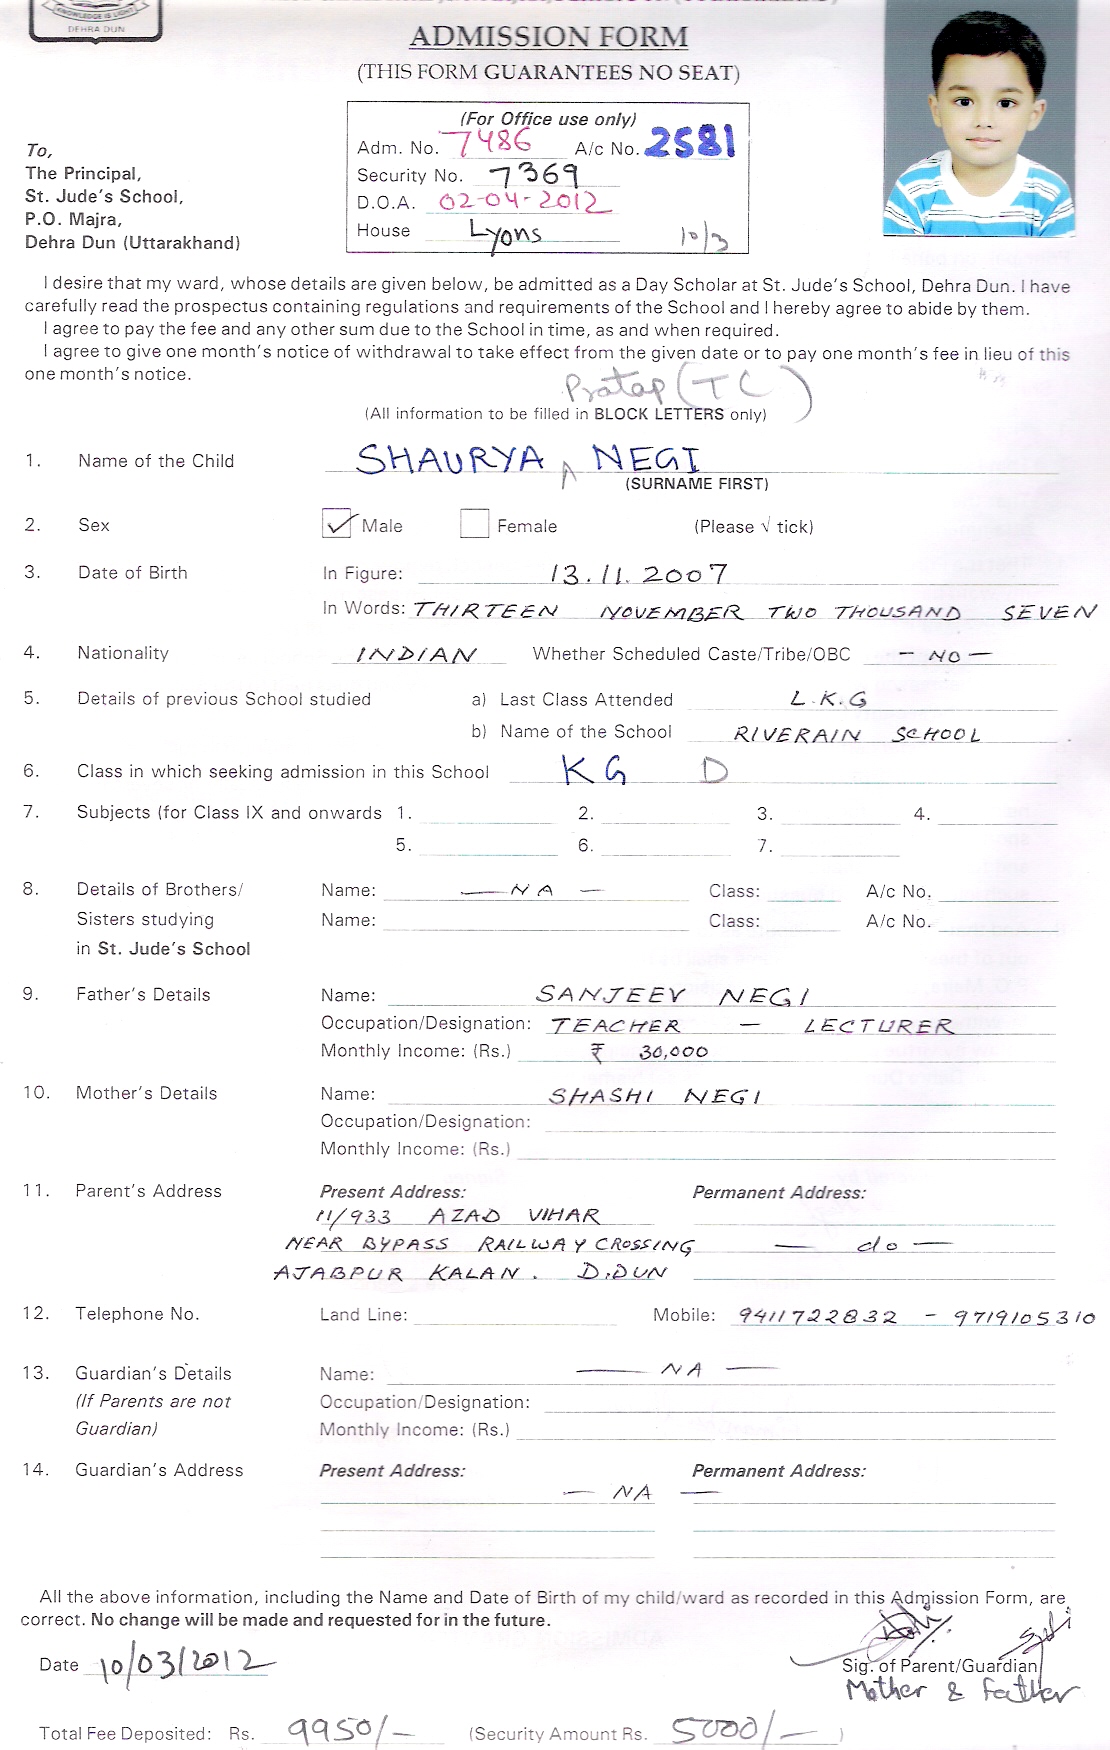 KNOWLEDGE IS LIGHT
DEHRA DUN
ADMISSION FORM
(THIS FORM GUARANTEES NO SEAT)
(For Office use only)
Adm. No. 7486 A/c No. 2581
Security No. 7369
D.O.A. 02-04-2012
House Lyons 10/3
To,
The Principal,
St. Jude's School,
P.O. Majra,
Dehra Dun (Uttarakhand)
I desire that my ward, whose details are given below, be admitted as a Day Scholar at St. Jude's School, Dehra Dun. I have
carefully read the prospectus containing regulations and requirements of the School and I hereby agree to abide by them.
I agree to pay the fee and any other sum due to the School in time, as and when required.
I agree to give one month's notice of withdrawal to take effect from the given date or to pay one month's fee in lieu of this
one month's notice.
Pratap (TC)
(All information to be filled in BLOCK LETTERS only)
1. Name of the Child SHAURYA NEGI
(SURNAME FIRST)
2. Sex Male Female (Please √ tick)
3. Date of Birth In Figure: 13.11.2007
In Words: THIRTEEN NOVEMBER TWO THOUSAND SEVEN
4. Nationality INDIAN Whether Scheduled Caste/Tribe/OBC - NO -
5. Details of previous School studied a) Last Class Attended L.K.G
b) Name of the School RIVERAIN SCHOOL
6. Class in which seeking admission in this School KG D
7. Subjects (for Class IX and onwards 1. 2. 3. 4.
5. 6. 7.
8. Details of Brothers/ Name: - NA - Class: A/c No.
Sisters studying Name: Class: A/c No.
in St. Jude's School
9. Father's Details Name: SANJEEV NEGI
Occupation/Designation: TEACHER - LECTURER
Monthly Income: (Rs.) ₹ 30,000
10. Mother's Details Name: SHASHI NEGI
Occupation/Designation:
Monthly Income: (Rs.)
11. Parent's Address Present Address: Permanent Address:
11/933 AZAD VIHAR
NEAR BYPASS RAILWAY CROSSING - do -
AJABPUR KALAN. D.DUN
12. Telephone No. Land Line: Mobile: 9411722832 - 9719105310
13. Guardian's Details Name: - NA -
(If Parents are not Occupation/Designation:
Guardian) Monthly Income: (Rs.)
14. Guardian's Address Present Address: Permanent Address:
- NA -
All the above information, including the Name and Date of Birth of my child/ward as recorded in this Admission Form, are
correct. No change will be made and requested for in the future.
Date 10/03/2012 Sig. of Parent/Guardian
Mother & Father
Total Fee Deposited: Rs. 9950/- (Security Amount Rs. 5000/- )